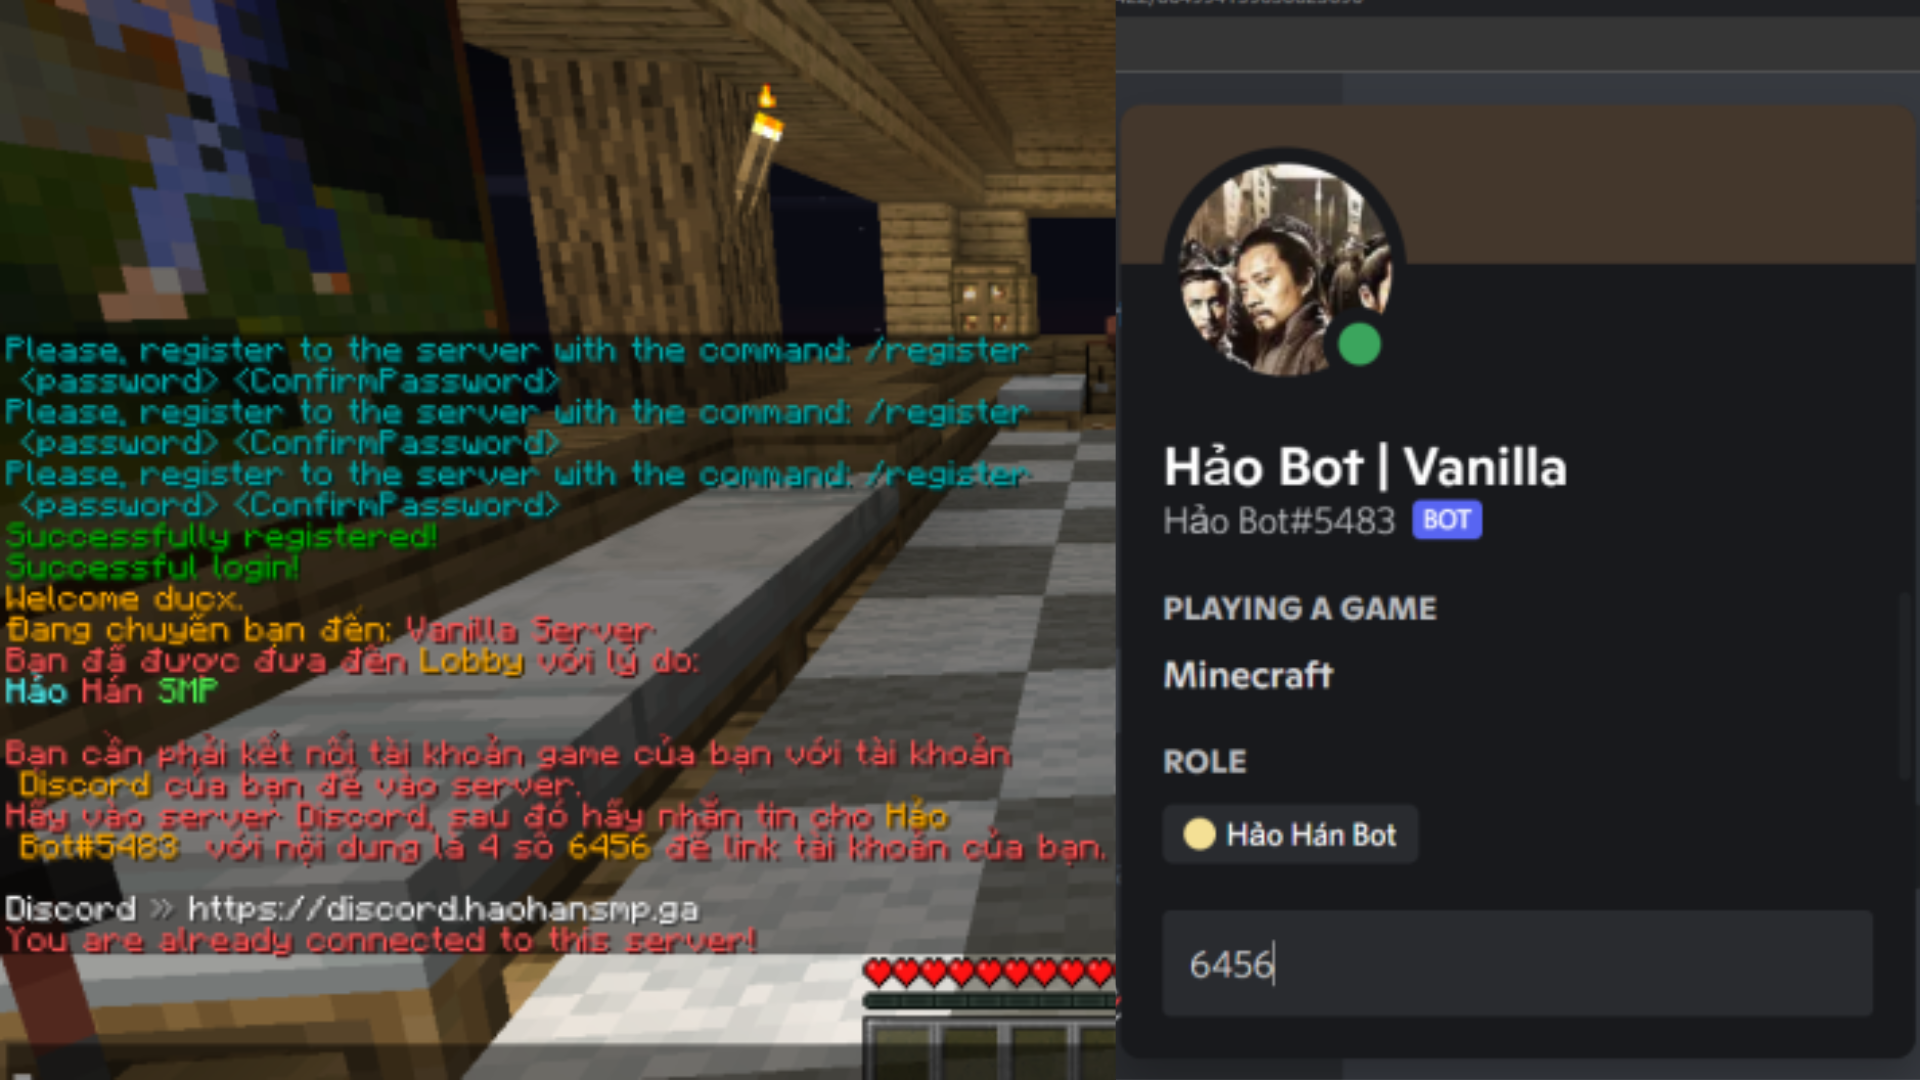 Please, register to the server with the command: /register
<password> <ConfirmPassword>
Please, register to the server with the command: /register
<password> <ConfirmPassword>
Please, register to the server with the command: /register
<password> <ConfirmPassword>
Successfully registered!
Successful login!
Welcome ducx.
Đang chuyển bạn đến: Vanilla Server
Bạn đã được đưa đến Lobby với lý do:
Hảo Hán SMP
Bạn cần phải kết nối tài khoản game của bạn với tài khoản
Discord của bạn để vào server.
Hãy vào server Discord, sau đó hãy nhắn tin cho Hảo
Bot#5483 với nội dung là 4 số 6456 để link tài khoản của bạn.
Discord >> https://discord.haohansmp.ga
You are already connected to this server!
Hảo Bot | Vanilla
Hảo Bot#5483 BOT
PLAYING A GAME
Minecraft
ROLE
Hảo Hán Bot
6456